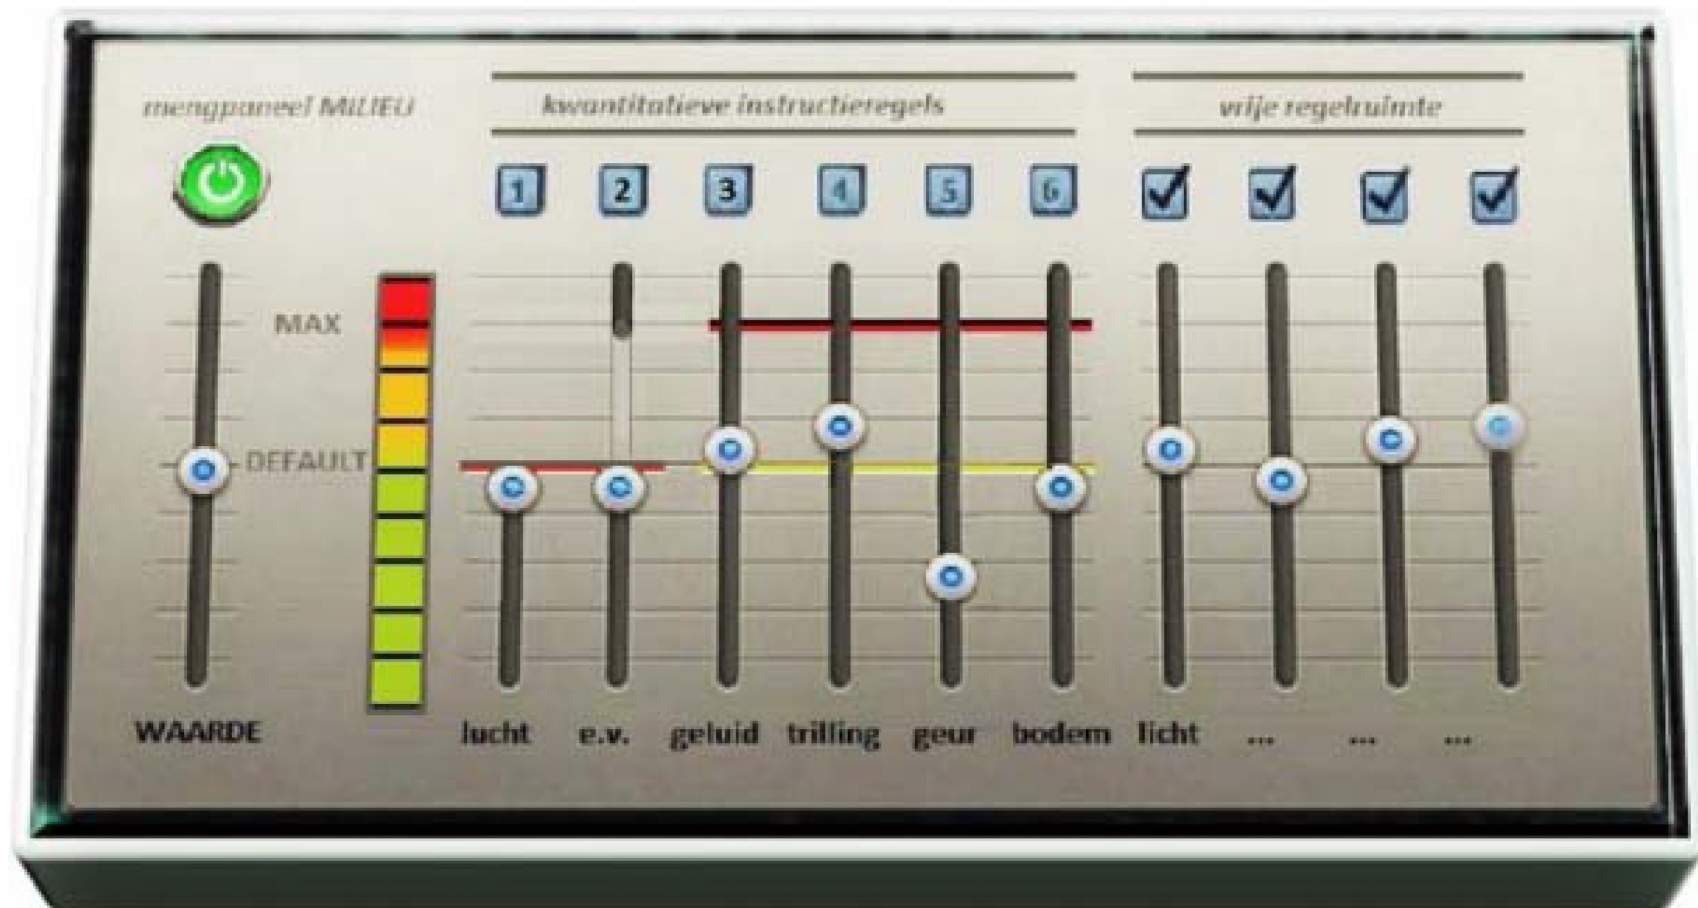 mengpaneel MILIEU
kwantitatieve instructieregels
vrije regelruimte
1 2 3 4 5 6
MAX
DEFAULT
WAARDE
lucht e.v. geluid trilling geur bodem licht ... ... ...